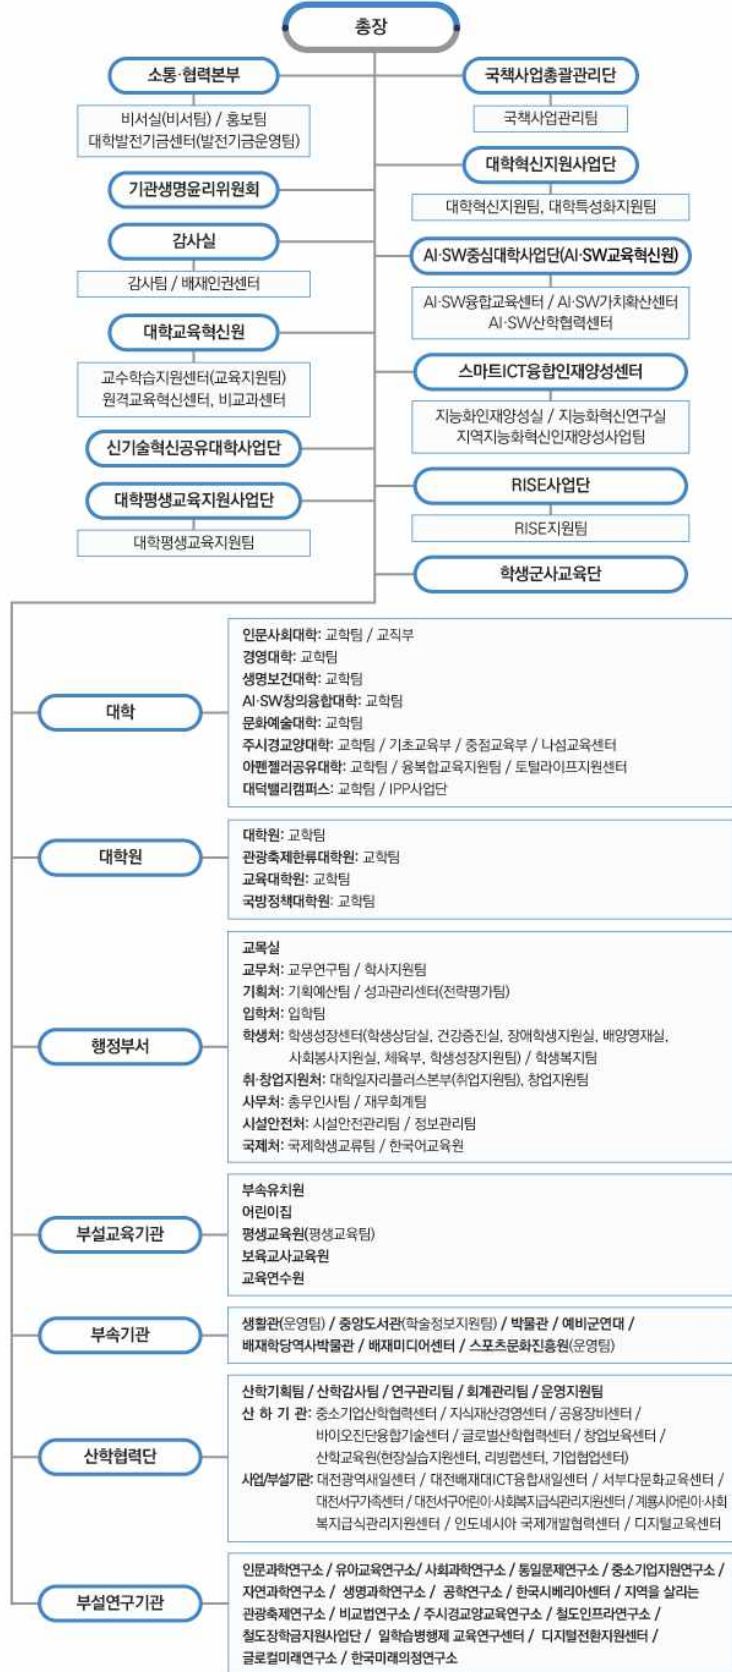 총장
소통·협력본부
비서실(비서팀) / 홍보팀
대학발전기금센터(발전기금운영팀)
기관생명윤리위원회
감사실
감사팀 / 배재인권센터
대학교육혁신원
교수학습지원센터(교육지원팀)
원격교육혁신센터, 비교과센터
신기술혁신공유대학사업단
대학평생교육지원사업단
대학평생교육지원팀
국책사업총괄관리단
국책사업관리팀
대학혁신지원사업단
대학혁신지원팀, 대학특성화지원팀
AI·SW중심대학사업단(AI·SW교육혁신원)
AI·SW융합교육센터 / AI·SW가치확산센터
AI·SW산학협력센터
스마트ICT융합인재양성센터
지능화인재양성실 / 지능화혁신연구실
지역지능화혁신인재양성사업팀
RISE사업단
RISE지원팀
학생군사교육단
대학
인문사회대학: 교학팀 / 교직부
경영대학: 교학팀
생명보건대학: 교학팀
AI·SW창의융합대학: 교학팀
문화예술대학: 교학팀
주시경교양대학: 교학팀 / 기초교육부 / 중점교육부 / 나섬교육센터
아펜젤러공유대학: 교학팀 / 융복합교육지원팀 / 토털라이프지원센터
대덕밸리캠퍼스: 교학팀 / IPP사업단
대학원
대학원: 교학팀
관광축제한류대학원: 교학팀
교육대학원: 교학팀
국방정책대학원: 교학팀
행정부서
교목실
교무처: 교무연구팀 / 학사지원팀
기획처: 기획예산팀 / 성과관리센터(전략평가팀)
입학처: 입학팀
학생처: 학생성장센터(학생상담실, 건강증진실, 장애학생지원실, 배양영재실,
사회봉사지원실, 체육부, 학생성장지원팀) / 학생복지팀
취·창업지원처: 대학일자리플러스본부(취업지원팀), 창업지원팀
사무처: 총무인사팀 / 재무회계팀
시설안전처: 시설안전관리팀 / 정보관리팀
국제처: 국제학생교류팀 / 한국어교육원
부설교육기관
부속유치원
어린이집
평생교육원(평생교육팀)
보육교사교육원
교육연수원
부속기관
생활관(운영팀) / 중앙도서관(학술정보지원팀) / 박물관 / 예비군연대 /
배재학당역사박물관 / 배재미디어센터 / 스포츠문화진흥원(운영팀)
산학협력단
산학기획팀 / 산학감사팀 / 연구관리팀 / 회계관리팀 / 운영지원팀
산 하 기 관: 중소기업산학협력센터 / 지식재산경영센터 / 공용장비센터 /
바이오진단융합기술센터 / 글로벌산학협력센터 / 창업보육센터 /
산학교육원(현장실습지원센터, 리빙랩센터, 기업협업센터)
사업/부설기관: 대전광역새일센터 / 대전배재대ICT융합새일센터 / 서부다문화교육센터 /
대전서구가족센터 / 대전서구어린이·사회복지급식관리지원센터 / 계룡시어린이·사회
복지급식관리지원센터 / 인도네시아 국제개발협력센터 / 디지털교육센터
부설연구기관
인문과학연구소 / 유아교육연구소/ 사회과학연구소 / 통일문제연구소 / 중소기업지원연구소 /
자연과학연구소 / 생명과학연구소 / 공학연구소 / 한국시베리아센터 / 지역을 살리는
관광축제연구소 / 비교법연구소 / 주시경교양교육연구소 / 철도인프라연구소 /
철도장학금지원사업단 / 일학습병행제 교육연구센터 / 디지털전환지원센터 /
글로컬미래연구소 / 한국미래의정연구소